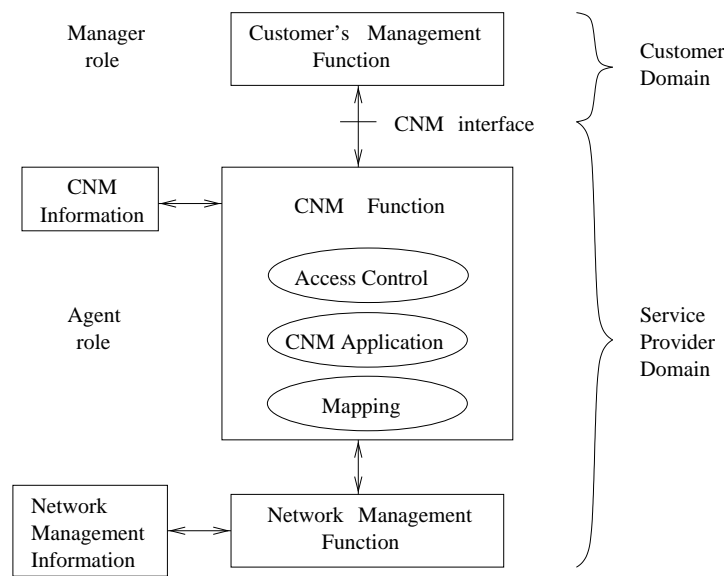 Manager
role
Customer's Management
Function
Customer
Domain
CNM interface
CNM
Information
CNM Function
Access Control
CNM Application
Mapping
Agent
role
Service
Provider
Domain
Network
Management
Information
Network Management
Function